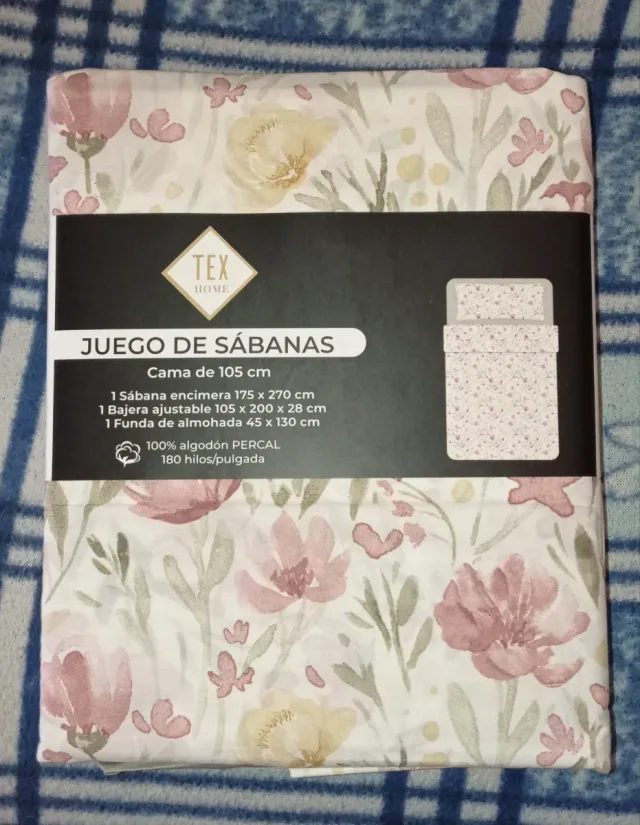 TEX
HOME
JUEGO DE SÁBANAS
Cama de 105 cm
1 Sábana encimera 175 x 270 cm
1 Bajera ajustable 105 x 200 x 28 cm
1 Funda de almohada 45 x 130 cm
100% algodón PERCAL
180 hilos/pulgada